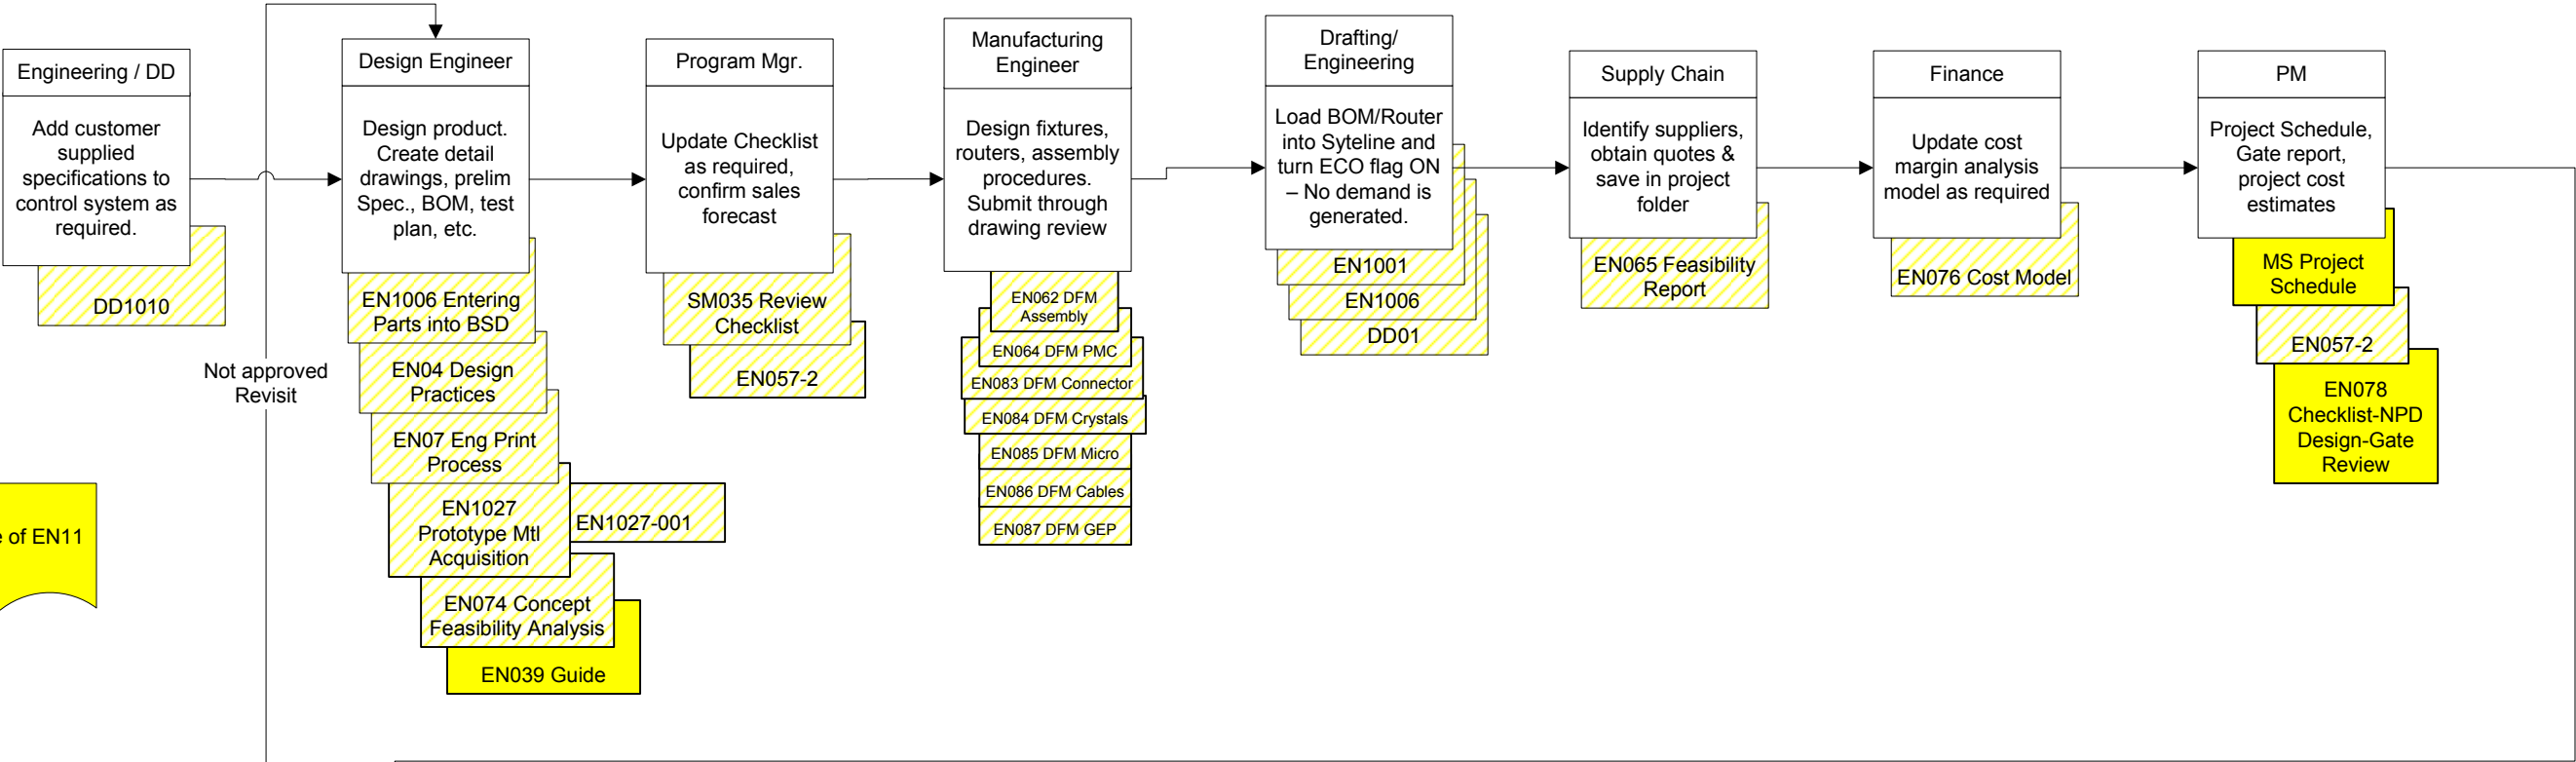 Engineering / DD
Add customer
supplied
specifications to
control system as
required.
DD1010
Not approved
Revisit
of EN11
Design Engineer
Design product.
Create detail
drawings, prelim
Spec., BOM, test
plan, etc.
EN1006 Entering
Parts into BSD
EN04 Design
Practices
EN07 Eng Print
Process
EN1027
Prototype Mtl
Acquisition
EN1027-001
EN074 Concept
Feasibility Analysis
EN039 Guide
Program Mgr.
Update Checklist
as required,
confirm sales
forecast
SM035 Review
Checklist
EN057-2
Manufacturing
Engineer
Design fixtures,
routers, assembly
procedures.
Submit through
drawing review
EN062 DFM
Assembly
EN064 DFM PMC
EN083 DFM Connector
EN084 DFM Crystals
EN085 DFM Micro
EN086 DFM Cables
EN087 DFM GEP
Drafting/
Engineering
Load BOM/Router
into Syteline and
turn ECO flag ON
– No demand is
generated.
EN1001
EN1006
DD01
Supply Chain
Identify suppliers,
obtain quotes &
save in project
folder
EN065 Feasibility
Report
Finance
Update cost
margin analysis
model as required
EN076 Cost Model
PM
Project Schedule,
Gate report,
project cost
estimates
MS Project
Schedule
EN057-2
EN078
Checklist-NPD
Design-Gate
Review